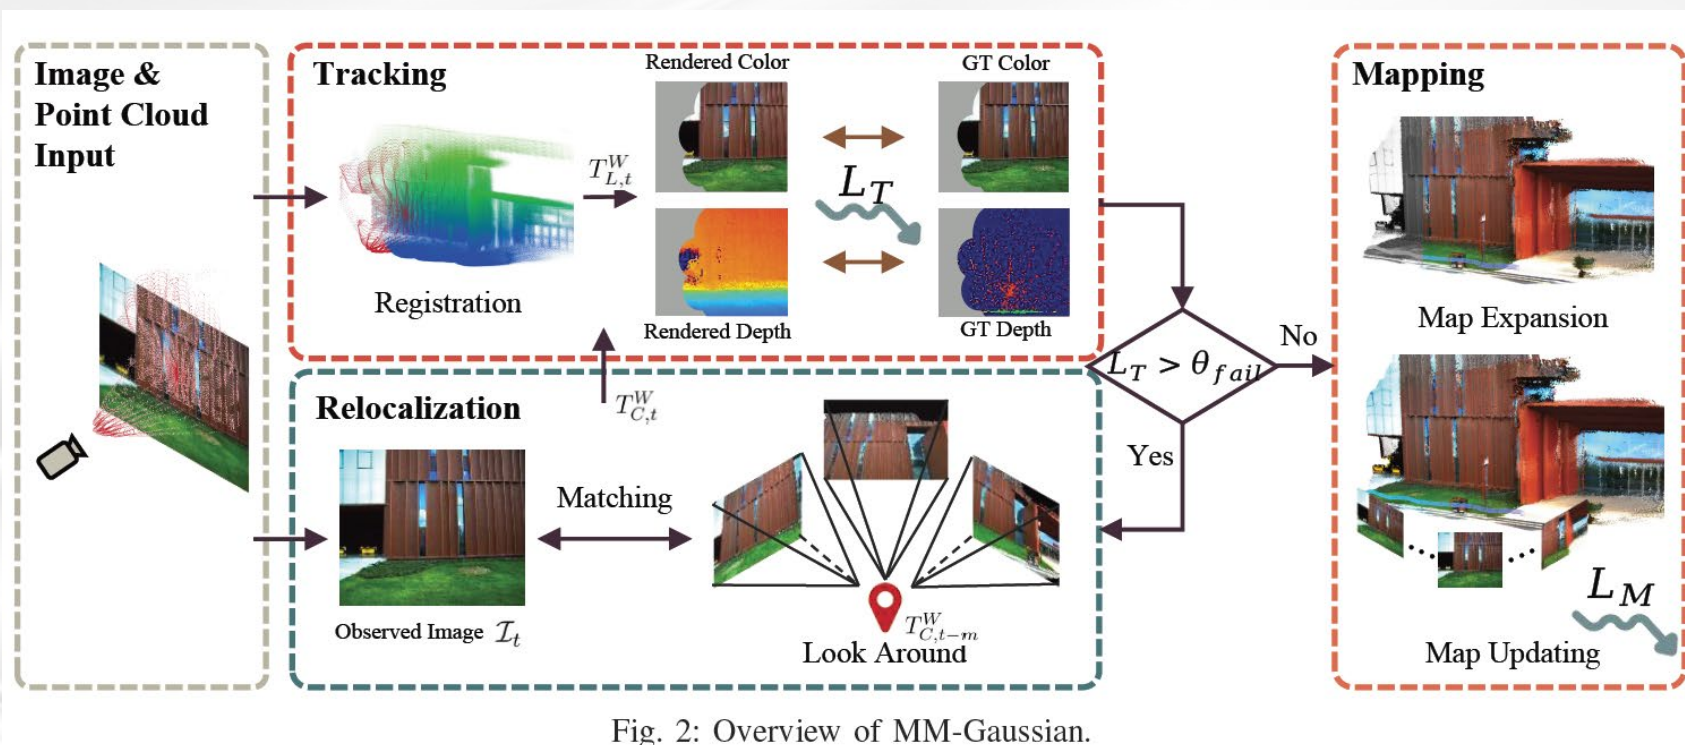 Image &
Point Cloud
Input
Tracking
Registration
T^W_{L,t}
Rendered Color
GT Color
L_T
Rendered Depth
GT Depth
T^W_{C,t}
Relocalization
Observed Image I_t
Matching
T^W_{C,t-m}
Look Around
L_T > θ_{fail}
No
Yes
Mapping
Map Expansion
L_M
Map Updating
Fig. 2: Overview of MM-Gaussian.